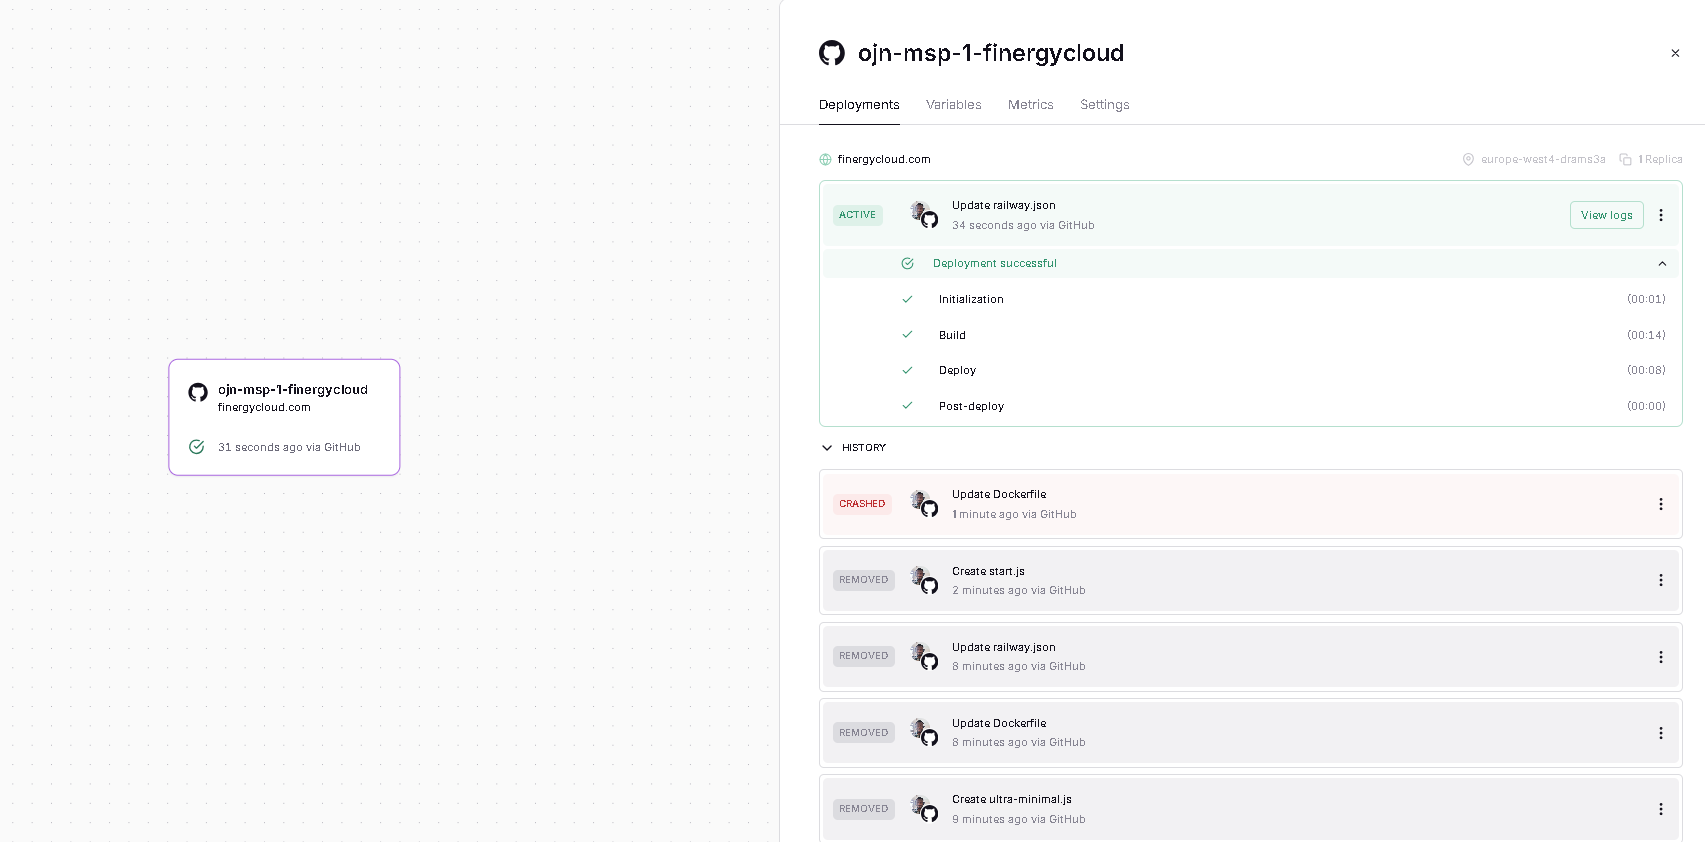 ojn-msp-1-finergycloud
finergycloud.com
31 seconds ago via GitHub
ojn-msp-1-finergycloud
Deployments Variables Metrics Settings
finergycloud.com europe-west4-drams3a 1 Replica
ACTIVE Update railway.json View logs
34 seconds ago via GitHub
Deployment successful
Initialization (00:01)
Build (00:14)
Deploy (00:08)
Post-deploy (00:00)
HISTORY
CRASHED Update Dockerfile
1 minute ago via GitHub
REMOVED Create start.js
2 minutes ago via GitHub
REMOVED Update railway.json
8 minutes ago via GitHub
REMOVED Update Dockerfile
8 minutes ago via GitHub
REMOVED Create ultra-minimal.js
9 minutes ago via GitHub